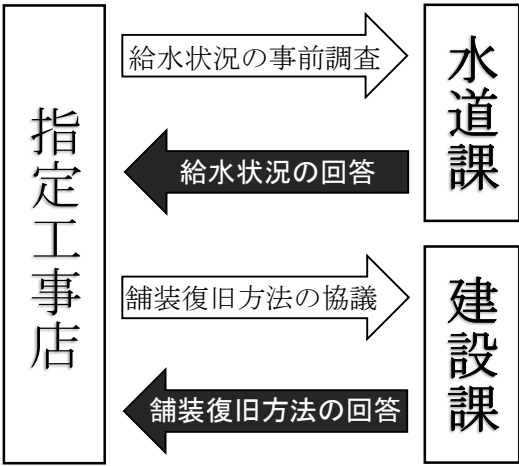 指定工事店
給水状況の事前調査
水道課
給水状況の回答
舗装復旧方法の協議
建設課
舗装復旧方法の回答